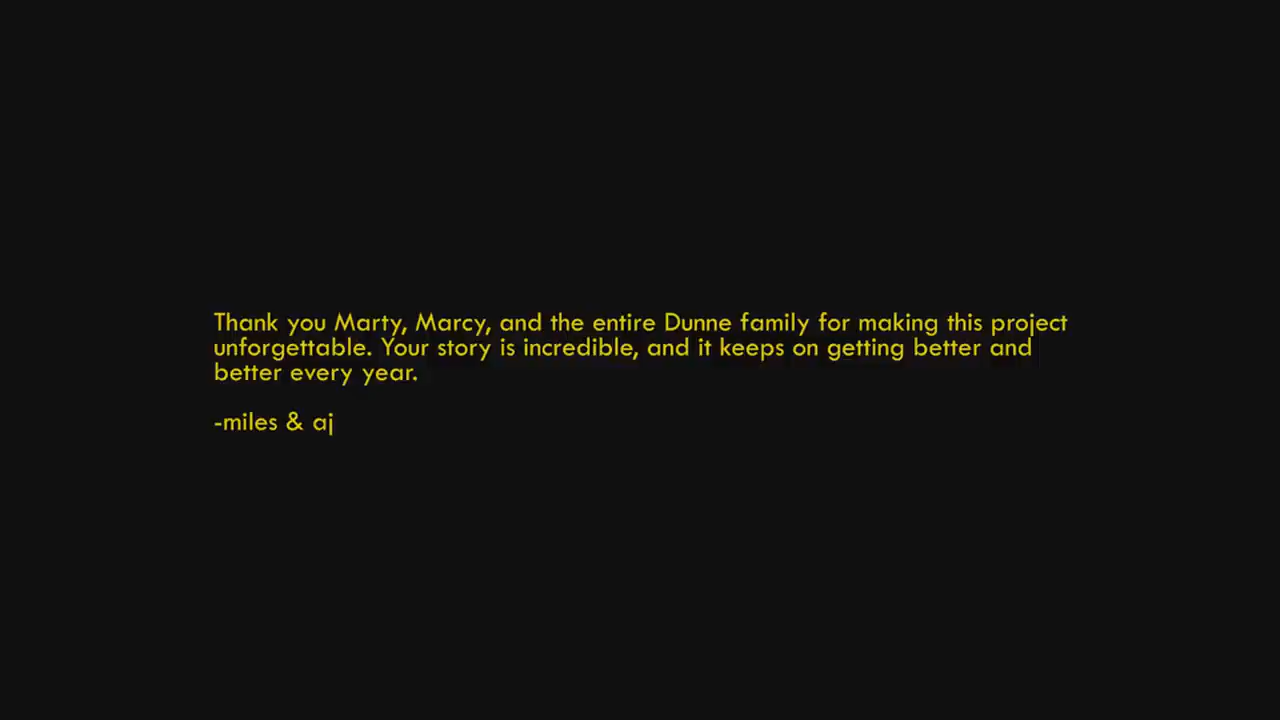 Thank you Marty, Marcy, and the entire Dunne family for making this project
unforgettable. Your story is incredible, and it keeps on getting better and
better every year.
-miles & aj